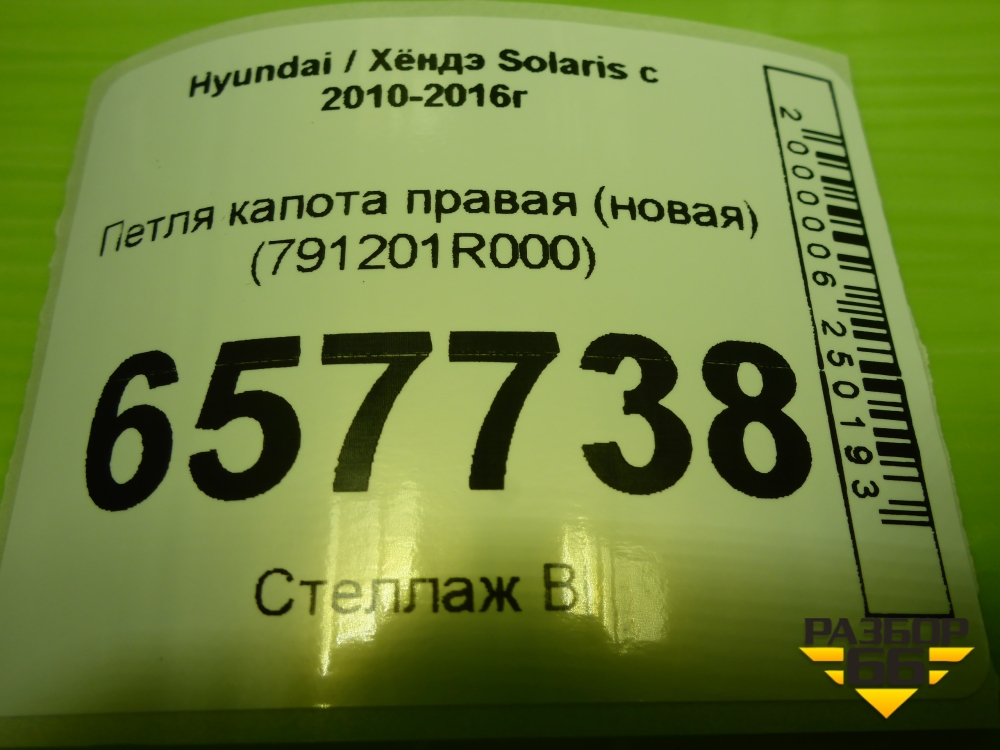 Hyundai / Хёндэ Solaris с
2010-2016г
Петля капота правая (новая)
(791201R000)
657738
Стеллаж В
2000006250193
РАЗБОР
66